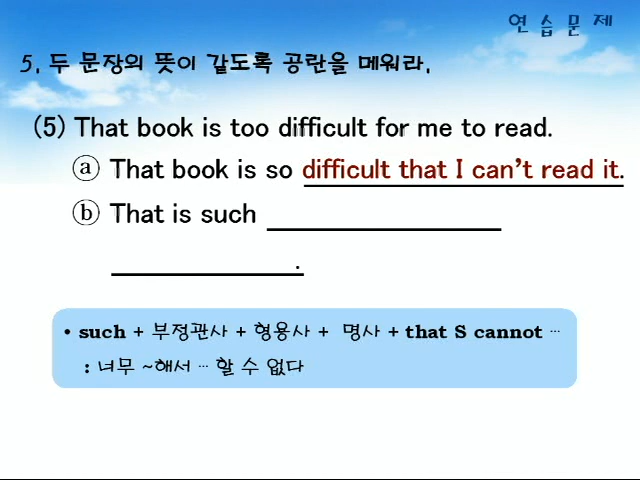 연 습 문 제
5. 두 문장의 뜻이 같도록 공란을 메워라.
(5) That book is too difficult for me to read.
ⓐ That book is so difficult that I can't read it.
ⓑ That is such
.
• such + 부정관사 + 형용사 + 명사 + that S cannot …
: 너무 ~해서 … 할 수 없다